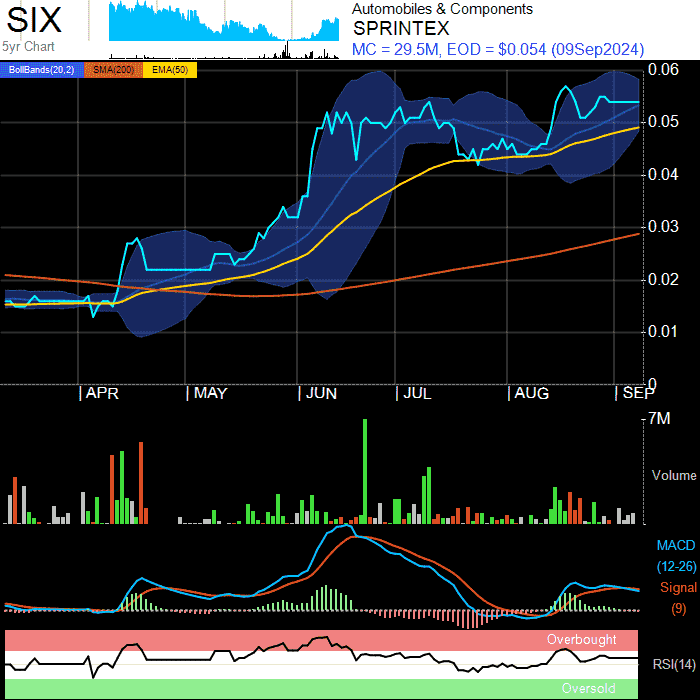 SIX
5yr Chart
Automobiles & Components
SPRINTEX
MC = 29.5M, EOD = $0.054 (09Sep2024)
BollBands(20,2) SMA(200) EMA(50)
0.06
0.05
0.04
0.03
0.02
0.01
0
APR MAY JUN JUL AUG SEP
7M
Volume
MACD
(12-26)
Signal
(9)
Overbought
RSI(14)
Oversold